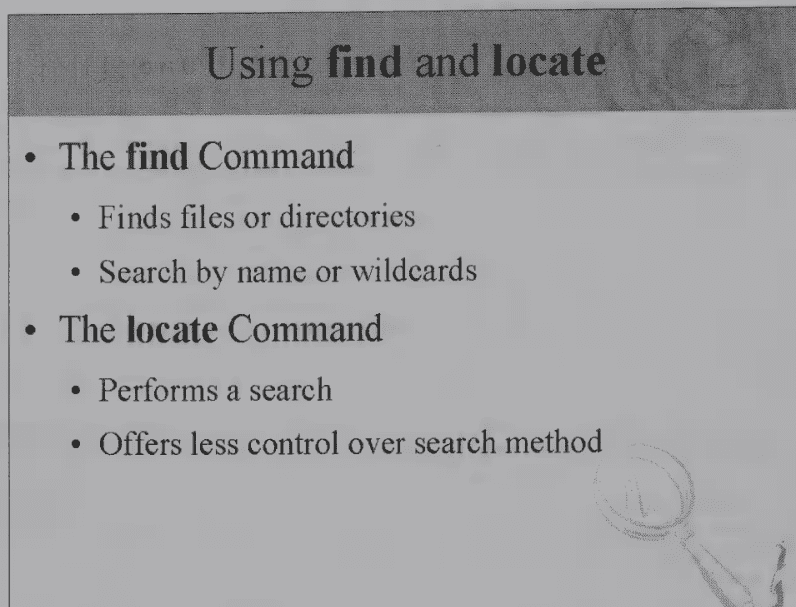 Using find and locate
• The find Command
• Finds files or directories
• Search by name or wildcards
• The locate Command
• Performs a search
• Offers less control over search method